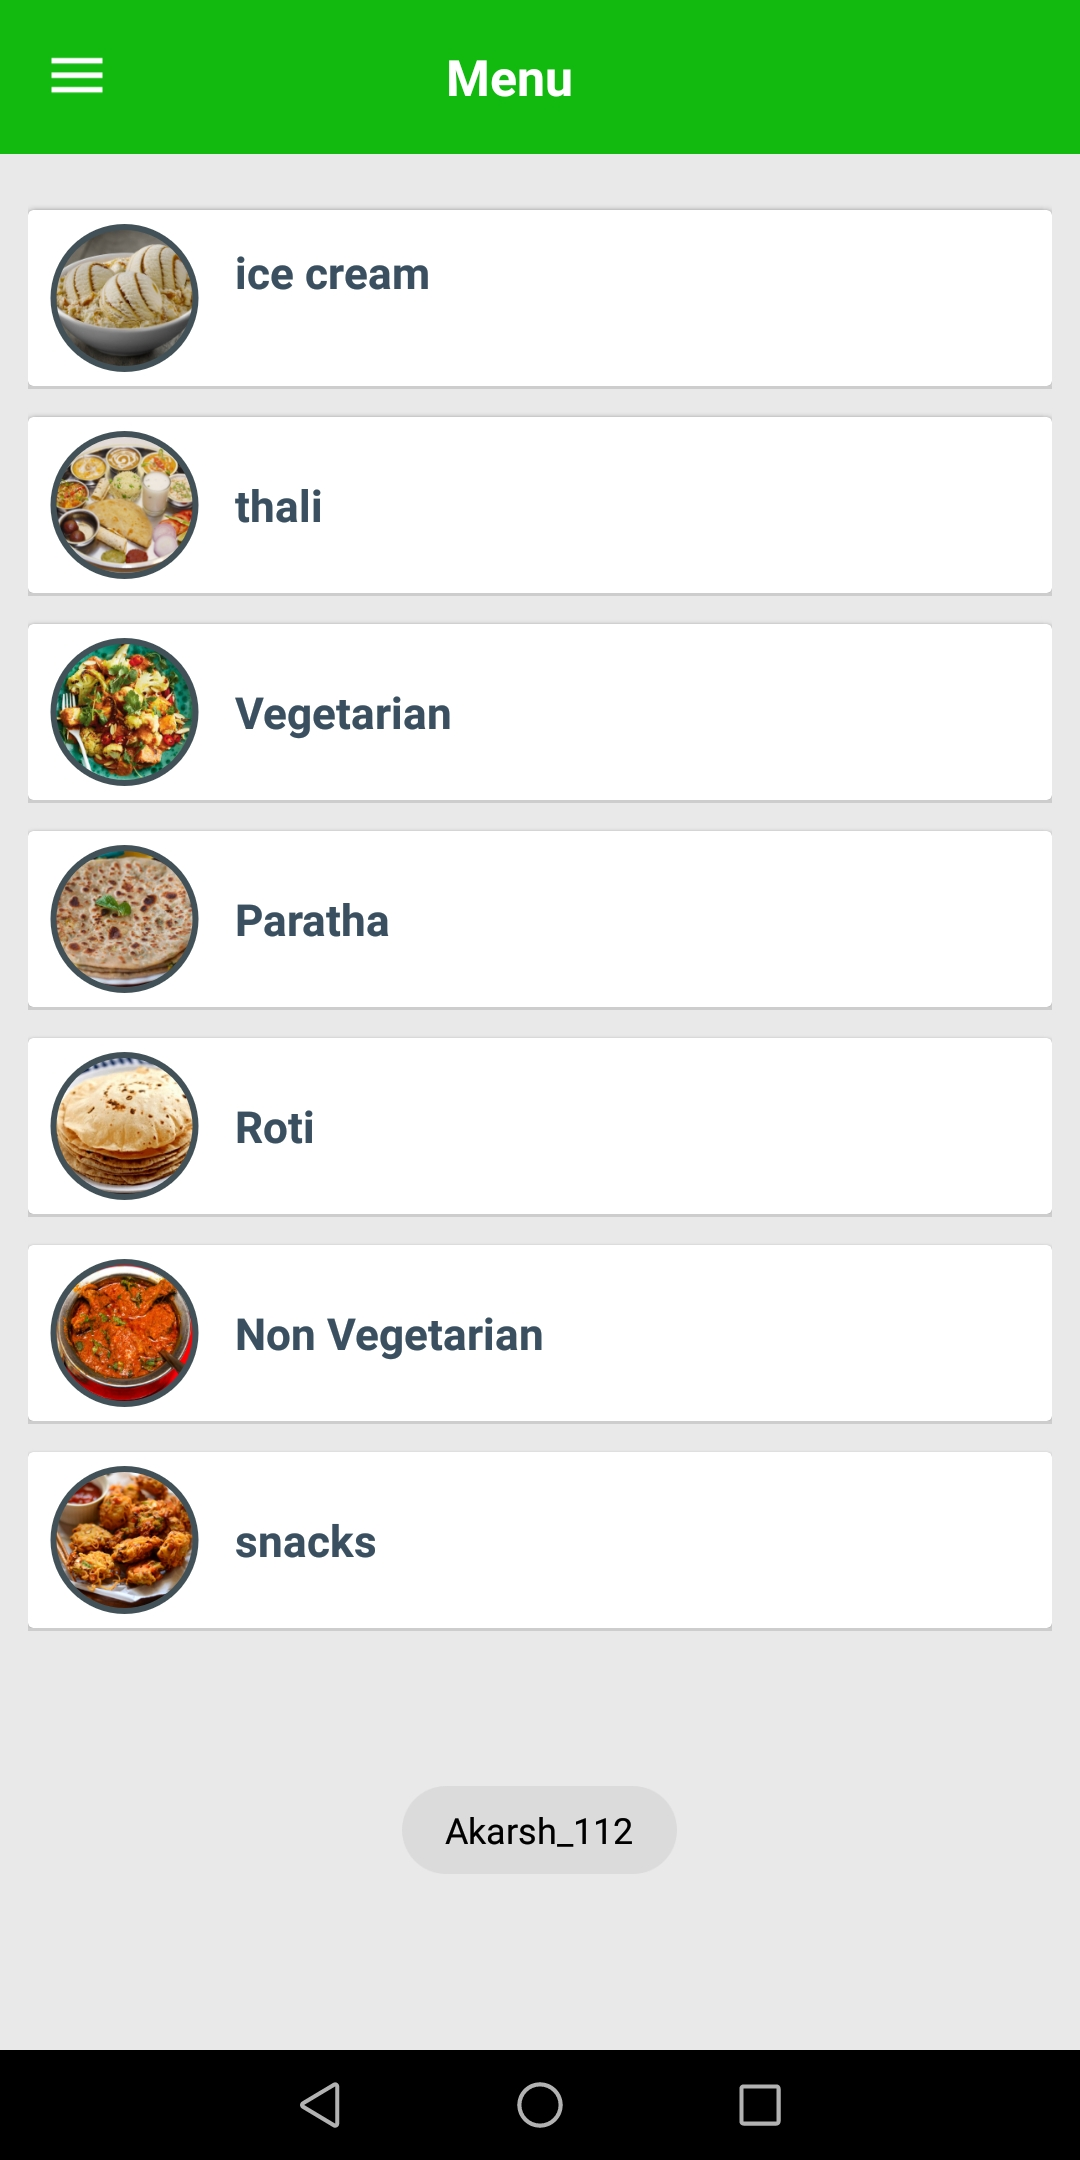 Menu
ice cream
thali
Vegetarian
Paratha
Roti
Non Vegetarian
snacks
Akarsh_112